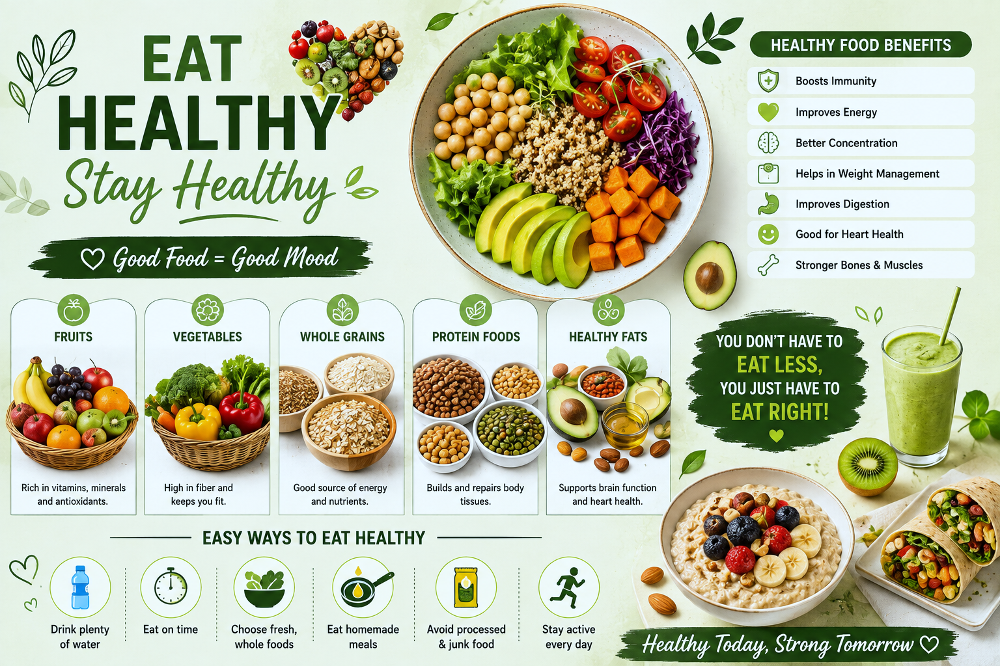 EAT
HEALTHY
Stay Healthy
♡ Good Food = Good Mood
HEALTHY FOOD BENEFITS
Boosts Immunity
Improves Energy
Better Concentration
Helps in Weight Management
Improves Digestion
Good for Heart Health
Stronger Bones & Muscles
FRUITS
Rich in vitamins, minerals
and antioxidants.
VEGETABLES
High in fiber and
keeps you fit.
WHOLE GRAINS
Good source of energy
and nutrients.
PROTEIN FOODS
Builds and repairs body
tissues.
HEALTHY FATS
Supports brain function
and heart health.
YOU DON'T HAVE TO
EAT LESS,
YOU JUST HAVE TO
EAT RIGHT!
EASY WAYS TO EAT HEALTHY
Drink plenty
of water
Eat on time
Choose fresh,
whole foods
Eat homemade
meals
Avoid processed
& junk food
Stay active
every day
Healthy Today, Strong Tomorrow ♡